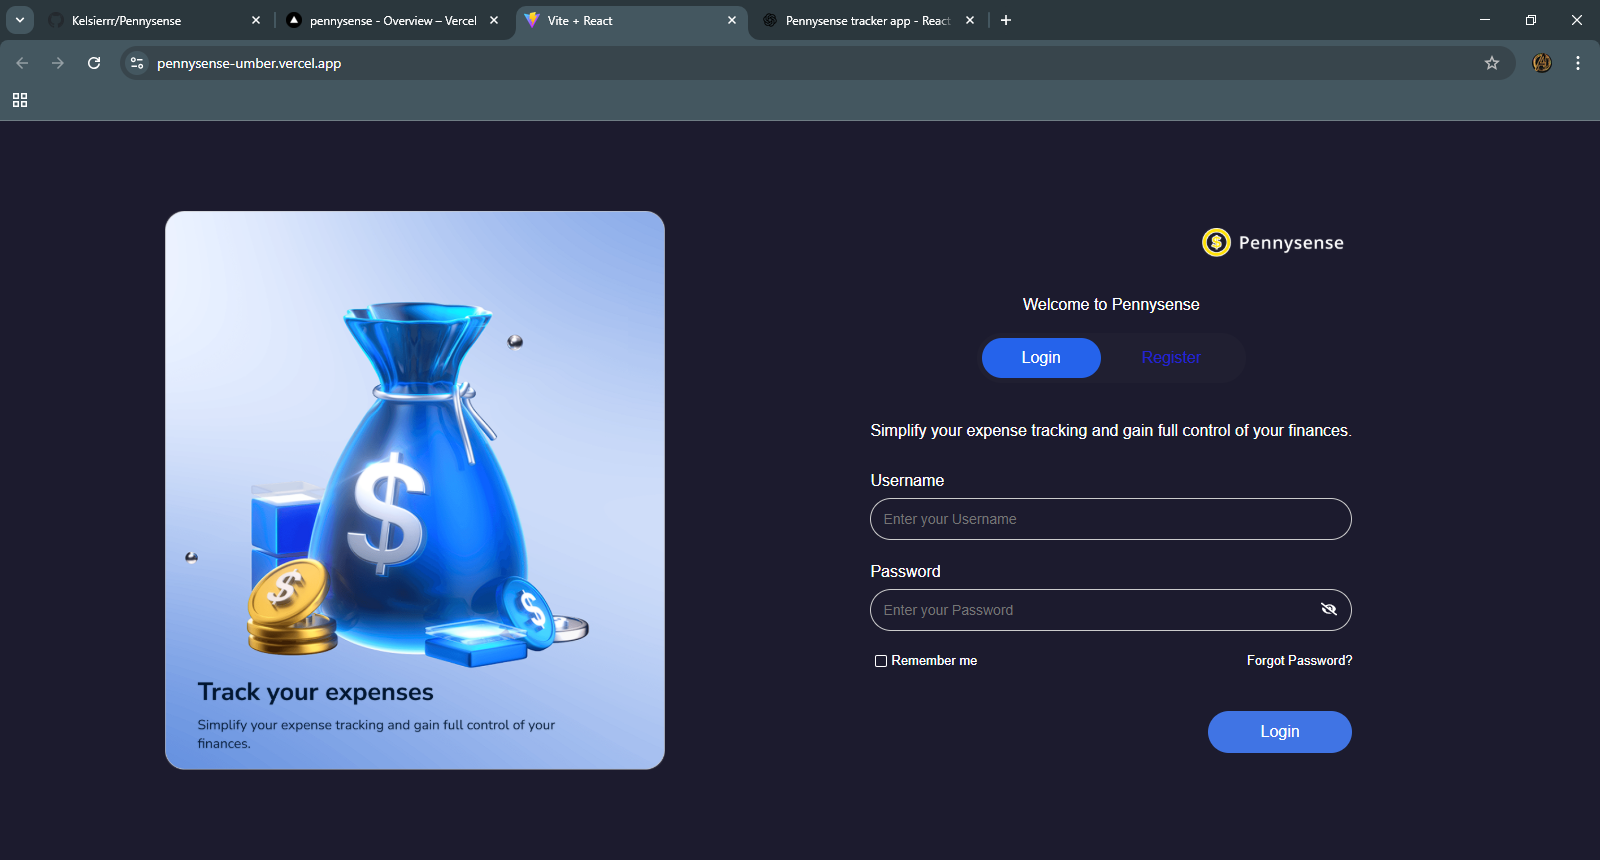 Kelsierrr/Pennysense
pennysense - Overview – Vercel
Vite + React
Pennysense tracker app - React
pennysense-umber.vercel.app
$
$
$
$
Track your expenses
Simplify your expense tracking and gain full control of your
finances.
$ Pennysense
Welcome to Pennysense
Login
Register
Simplify your expense tracking and gain full control of your finances.
Username
Enter your Username
Password
Enter your Password
Remember me
Forgot Password?
Login